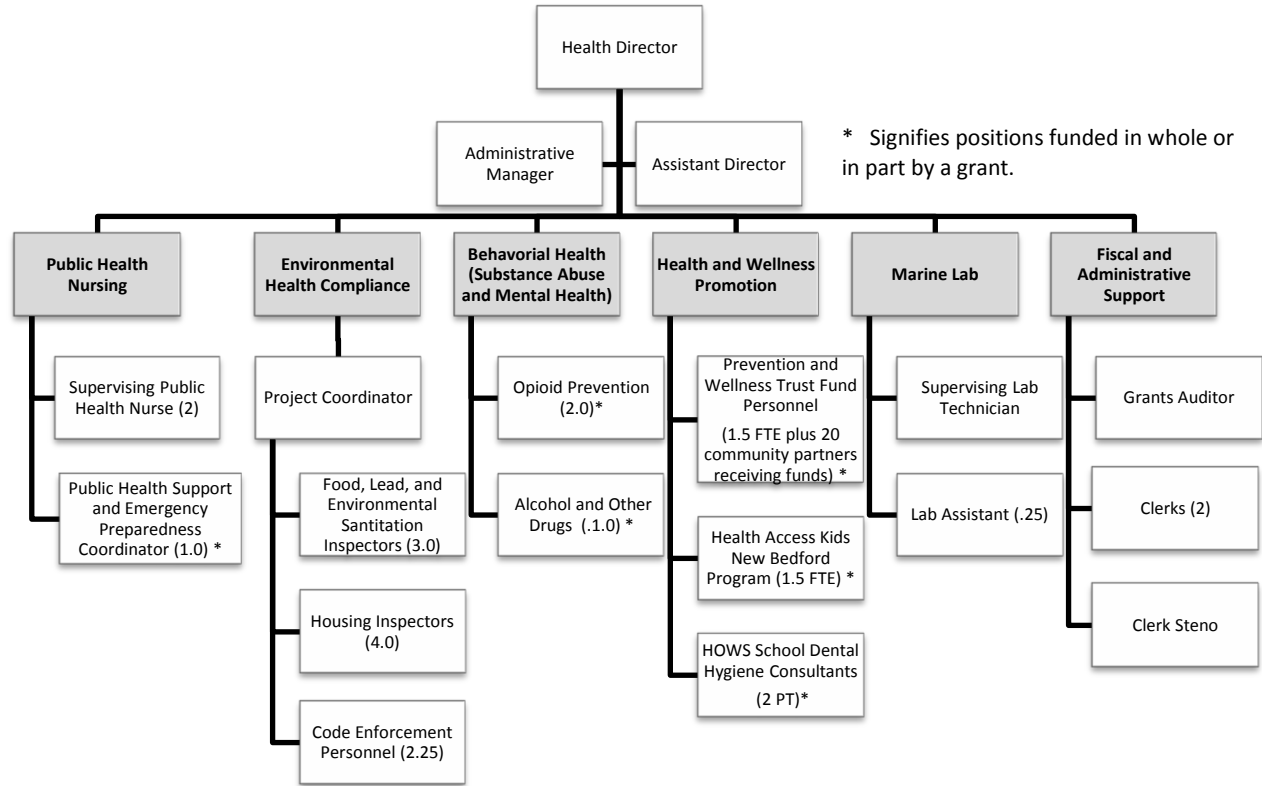 Health Director
Administrative
Manager
Assistant Director
* Signifies positions funded in whole or
in part by a grant.
Public Health
Nursing
Environmental
Health Compliance
Behavorial Health
(Substance Abuse
and Mental Health)
Health and Wellness
Promotion
Marine Lab
Fiscal and
Administrative
Support
Supervising Public
Health Nurse (2)
Public Health Support
and Emergency
Preparedness
Coordinator (1.0) *
Project Coordinator
Food, Lead, and
Environmental
Santitation
Inspectors (3.0)
Housing Inspectors
(4.0)
Code Enforcement
Personnel (2.25)
Opioid Prevention
(2.0)*
Alcohol and Other
Drugs (.1.0) *
Prevention and
Wellness Trust Fund
Personnel
(1.5 FTE plus 20
community partners
receiving funds) *
Health Access Kids
New Bedford
Program (1.5 FTE) *
HOWS School Dental
Hygiene Consultants
(2 PT)*
Supervising Lab
Technician
Lab Assistant (.25)
Grants Auditor
Clerks (2)
Clerk Steno